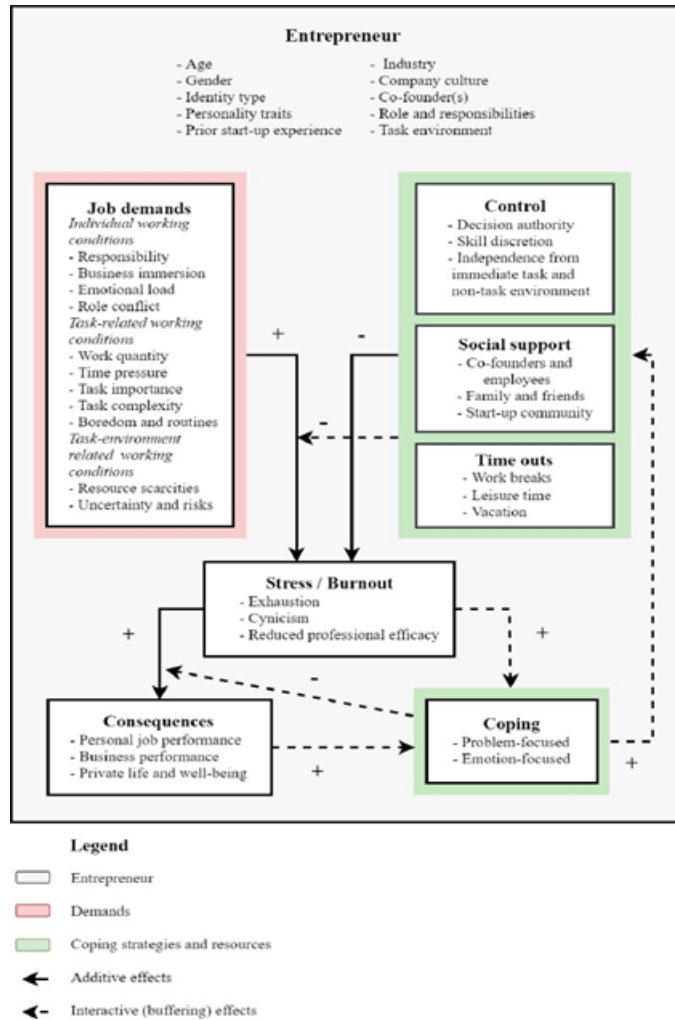 Entrepreneur
- Age
- Gender
- Identity type
- Personality traits
- Prior start-up experience
- Industry
- Company culture
- Co-founder(s)
- Role and responsibilities
- Task environment
Job demands
Individual working
conditions
- Responsibility
- Business immersion
- Emotional load
- Role conflict
Task-related working
conditions
- Work quantity
- Time pressure
- Task importance
- Task complexity
- Boredom and routines
Task-environment
related working
conditions
- Resource scarcities
- Uncertainty and risks
+
-
-
Control
- Decision authority
- Skill discretion
- Independence from
immediate task and
non-task environment
Social support
- Co-founders and
employees
- Family and friends
- Start-up community
Time outs
- Work breaks
- Leisure time
- Vacation
Stress / Burnout
- Exhaustion
- Cynicism
- Reduced professional efficacy
+
+
-
Consequences
- Personal job performance
- Business performance
- Private life and well-being
+
Coping
- Problem-focused
- Emotion-focused
+
Legend
Entrepreneur
Demands
Coping strategies and resources
Additive effects
Interactive (buffering) effects